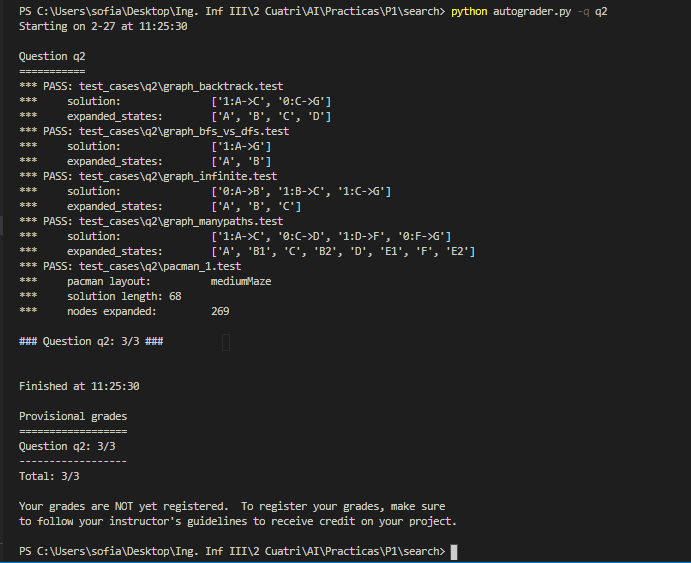 PS C:\Users\sofia\Desktop\Ing. Inf III\2 Cuatri\AI\Practicas\P1\search> python autograder.py -q q2
Starting on 2-27 at 11:25:30
Question q2
===========
*** PASS: test_cases\q2\graph_backtrack.test
***     solution:               ['1:A->C', '0:C->G']
***     expanded_states:        ['A', 'B', 'C', 'D']
*** PASS: test_cases\q2\graph_bfs_vs_dfs.test
***     solution:               ['1:A->G']
***     expanded_states:        ['A', 'B']
*** PASS: test_cases\q2\graph_infinite.test
***     solution:               ['0:A->B', '1:B->C', '1:C->G']
***     expanded_states:        ['A', 'B', 'C']
*** PASS: test_cases\q2\graph_manypaths.test
***     solution:               ['1:A->C', '0:C->D', '1:D->F', '0:F->G']
***     expanded_states:        ['A', 'B1', 'C', 'B2', 'D', 'E1', 'F', 'E2']
*** PASS: test_cases\q2\pacman_1.test
***     pacman layout:          mediumMaze
***     solution length: 68
***     nodes expanded:         269
### Question q2: 3/3 ###
Finished at 11:25:30
Provisional grades
==================
Question q2: 3/3
------------------
Total: 3/3
Your grades are NOT yet registered.  To register your grades, make sure
to follow your instructor's guidelines to receive credit on your project.
PS C:\Users\sofia\Desktop\Ing. Inf III\2 Cuatri\AI\Practicas\P1\search>